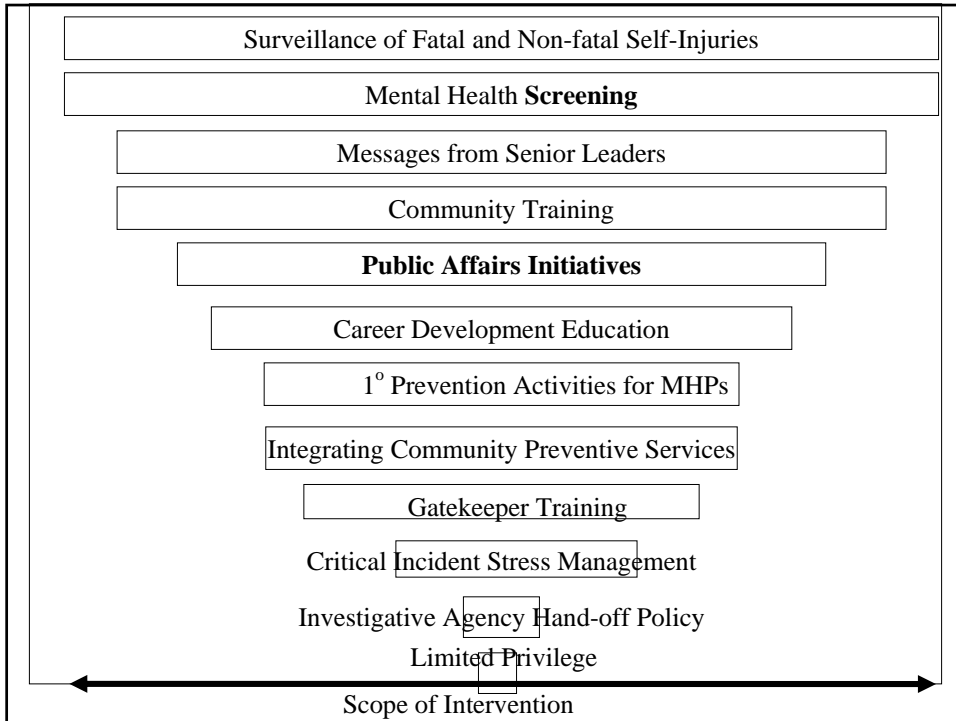 Surveillance of Fatal and Non-fatal Self-Injuries
Mental Health Screening
Messages from Senior Leaders
Community Training
Public Affairs Initiatives
Career Development Education
1° Prevention Activities for MHPs
Integrating Community Preventive Services
Gatekeeper Training
Critical Incident Stress Management
Investigative Agency Hand-off Policy
Limited Privilege
Scope of Intervention